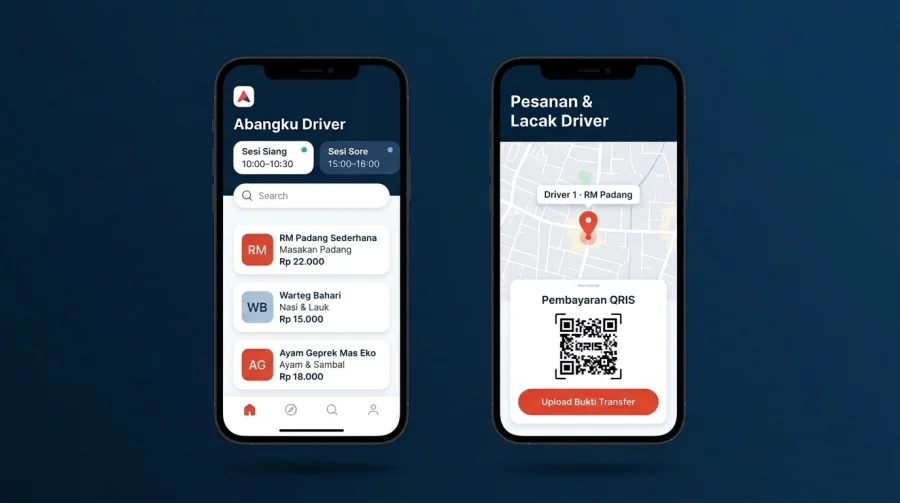 Abangku Driver
Sesi Siang
10:00–10:30
Sesi Sore
15:00–16:00
Search
RM
RM Padang Sederhana
Masakan Padang
Rp 22.000
WB
Warteg Bahari
Nasi & Lauk
Rp 15.000
AG
Ayam Geprek Mas Eko
Ayam & Sambal
Rp 18.000
Pesanan &
Lacak Driver
Driver 1 · RM Padang
Pembayaran QRIS
QRIS
Upload Bukti Transfer